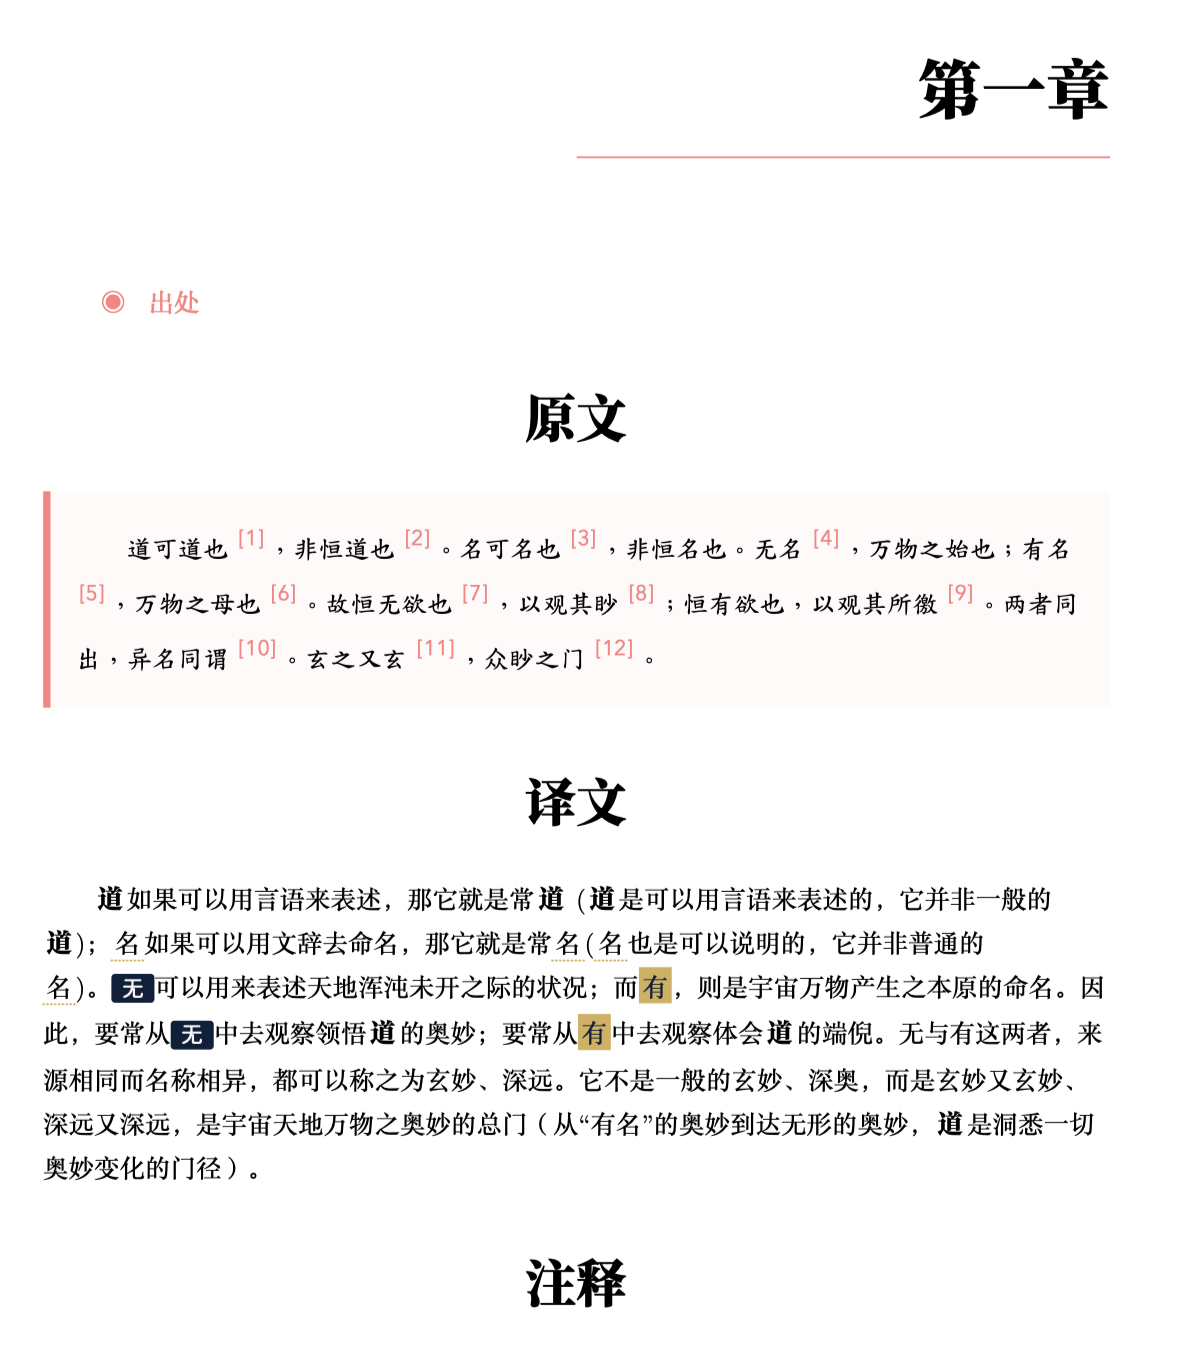 第一章
◉ 出处
原文
道可道也 [1] ，非恒道也 [2] 。名可名也 [3] ，非恒名也。无名 [4] ，万物之始也；有名
[5] ，万物之母也 [6] 。故恒无欲也 [7] ，以观其眇 [8] ；恒有欲也，以观其所徼 [9] 。两者同
出，异名同谓 [10] 。玄之又玄 [11] ，众眇之门 [12] 。
译文
道如果可以用言语来表述，那它就是常道（道是可以用言语来表述的，它并非一般的
道)；名如果可以用文辞去命名，那它就是常名(名也是可以说明的，它并非普通的
名)。无可以用来表述天地浑沌未开之际的状况；而有，则是宇宙万物产生之本原的命名。因
此，要常从无中去观察领悟道的奥妙；要常从有中去观察体会道的端倪。无与有这两者，来
源相同而名称相异，都可以称之为玄妙、深远。它不是一般的玄妙、深奥，而是玄妙又玄妙、
深远又深远，是宇宙天地万物之奥妙的总门（从“有名”的奥妙到达无形的奥妙，道是洞悉一切
奥妙变化的门径）。
注释